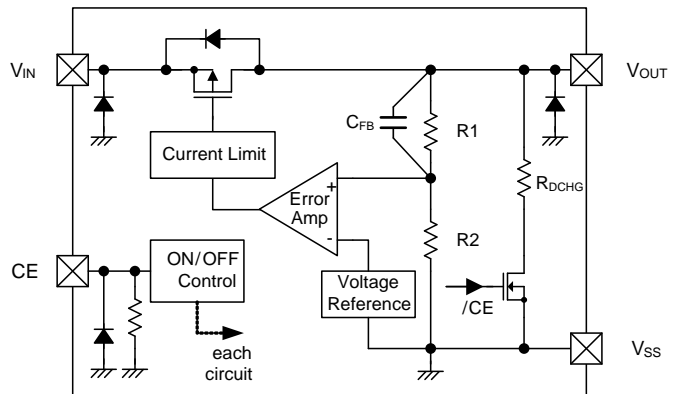 VIN
VOUT
CFB
R1
Current Limit
RDCHG
+
Error
Amp
-
R2
CE
ON/OFF
Control
Voltage
Reference
/CE
each
circuit
VSS